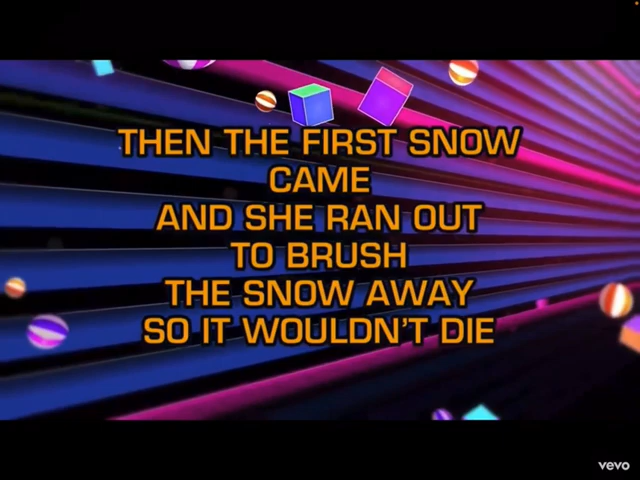 THEN THE FIRST SNOW
CAME
AND SHE RAN OUT
TO BRUSH
THE SNOW AWAY
SO IT WOULDN'T DIE
vevo